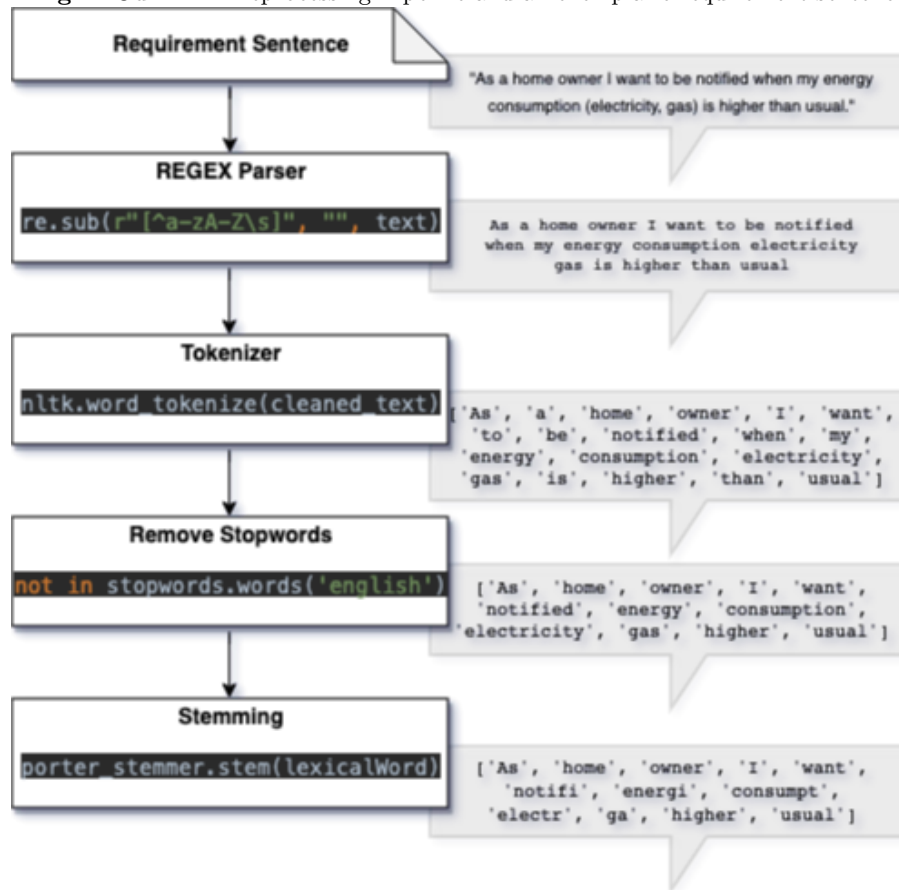 Requirement Sentence
"As a home owner I want to be notified when my energy
consumption (electricity, gas) is higher than usual."
REGEX Parser
re.sub(r"[^a-zA-Z\s]", "", text)
As a home owner I want to be notified
when my energy consumption electricity
gas is higher than usual
Tokenizer
nltk.word_tokenize(cleaned_text)
['As', 'a', 'home', 'owner', 'I', 'want',
'to', 'be', 'notified', 'when', 'my',
'energy', 'consumption', 'electricity',
'gas', 'is', 'higher', 'than', 'usual']
Remove Stopwords
not in stopwords.words('english')
['As', 'home', 'owner', 'I', 'want',
'notified', 'energy', 'consumption',
'electricity', 'gas', 'higher', 'usual']
Stemming
porter_stemmer.stem(lexicalWord)
['As', 'home', 'owner', 'I', 'want',
'notifi', 'energi', 'consumpt',
'electr', 'ga', 'higher', 'usual']